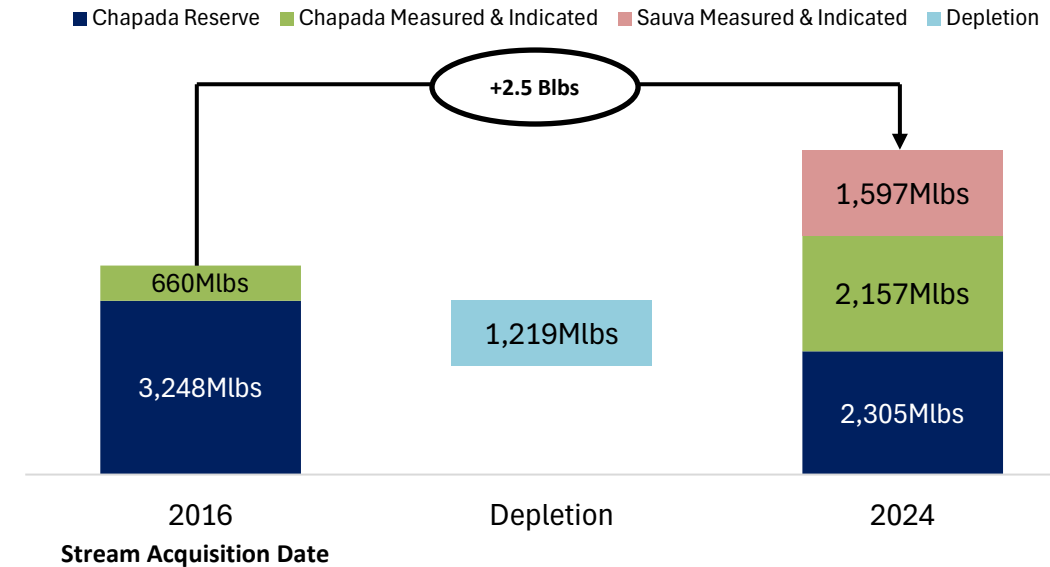 Chapada Reserve Chapada Measured & Indicated Sauva Measured & Indicated Depletion
+2.5 Blbs
1,597Mlbs
660Mlbs
2,157Mlbs
1,219Mlbs
3,248Mlbs
2,305Mlbs
2016 Depletion 2024
Stream Acquisition Date